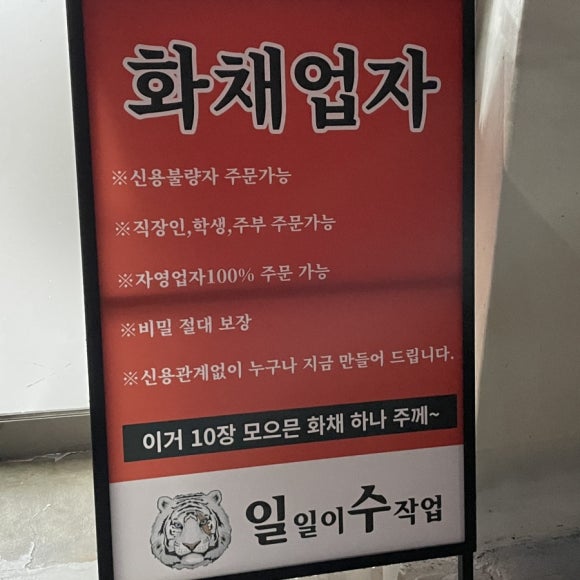 화채업자
※신용불량자 주문가능
※직장인,학생,주부 주문가능
※자영업자100% 주문 가능
※비밀 절대 보장
※신용관계없이 누구나 지금 만들어 드립니다.
이거 10장 모으믄 화채 하나 주께~
일일이수작업